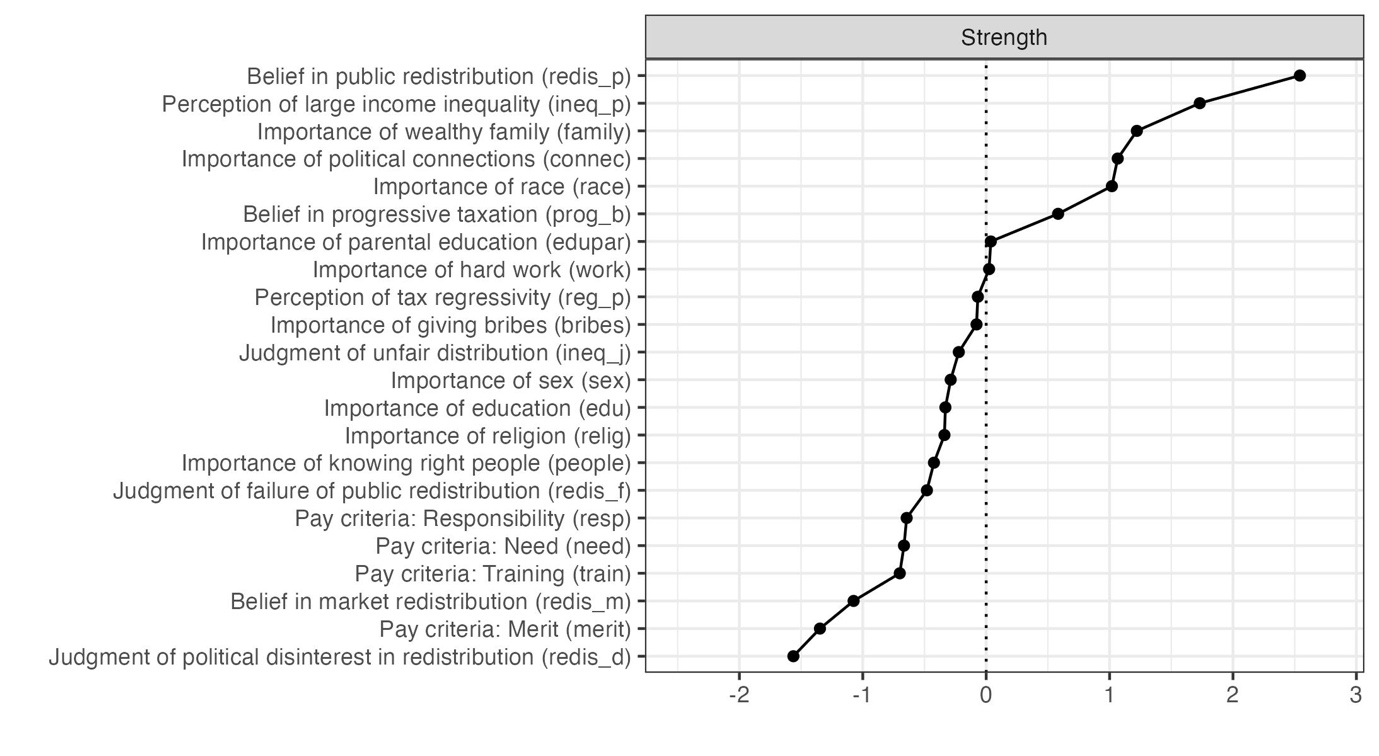 Strength
Belief in public redistribution (redis_p)
Perception of large income inequality (ineq_p)
Importance of wealthy family (family)
Importance of political connections (connec)
Importance of race (race)
Belief in progressive taxation (prog_b)
Importance of parental education (edupar)
Importance of hard work (work)
Perception of tax regressivity (reg_p)
Importance of giving bribes (bribes)
Judgment of unfair distribution (ineq_j)
Importance of sex (sex)
Importance of education (edu)
Importance of religion (relig)
Importance of knowing right people (people)
Judgment of failure of public redistribution (redis_f)
Pay criteria: Responsibility (resp)
Pay criteria: Need (need)
Pay criteria: Training (train)
Belief in market redistribution (redis_m)
Pay criteria: Merit (merit)
Judgment of political disinterest in redistribution (redis_d)
-2 -1 0 1 2 3